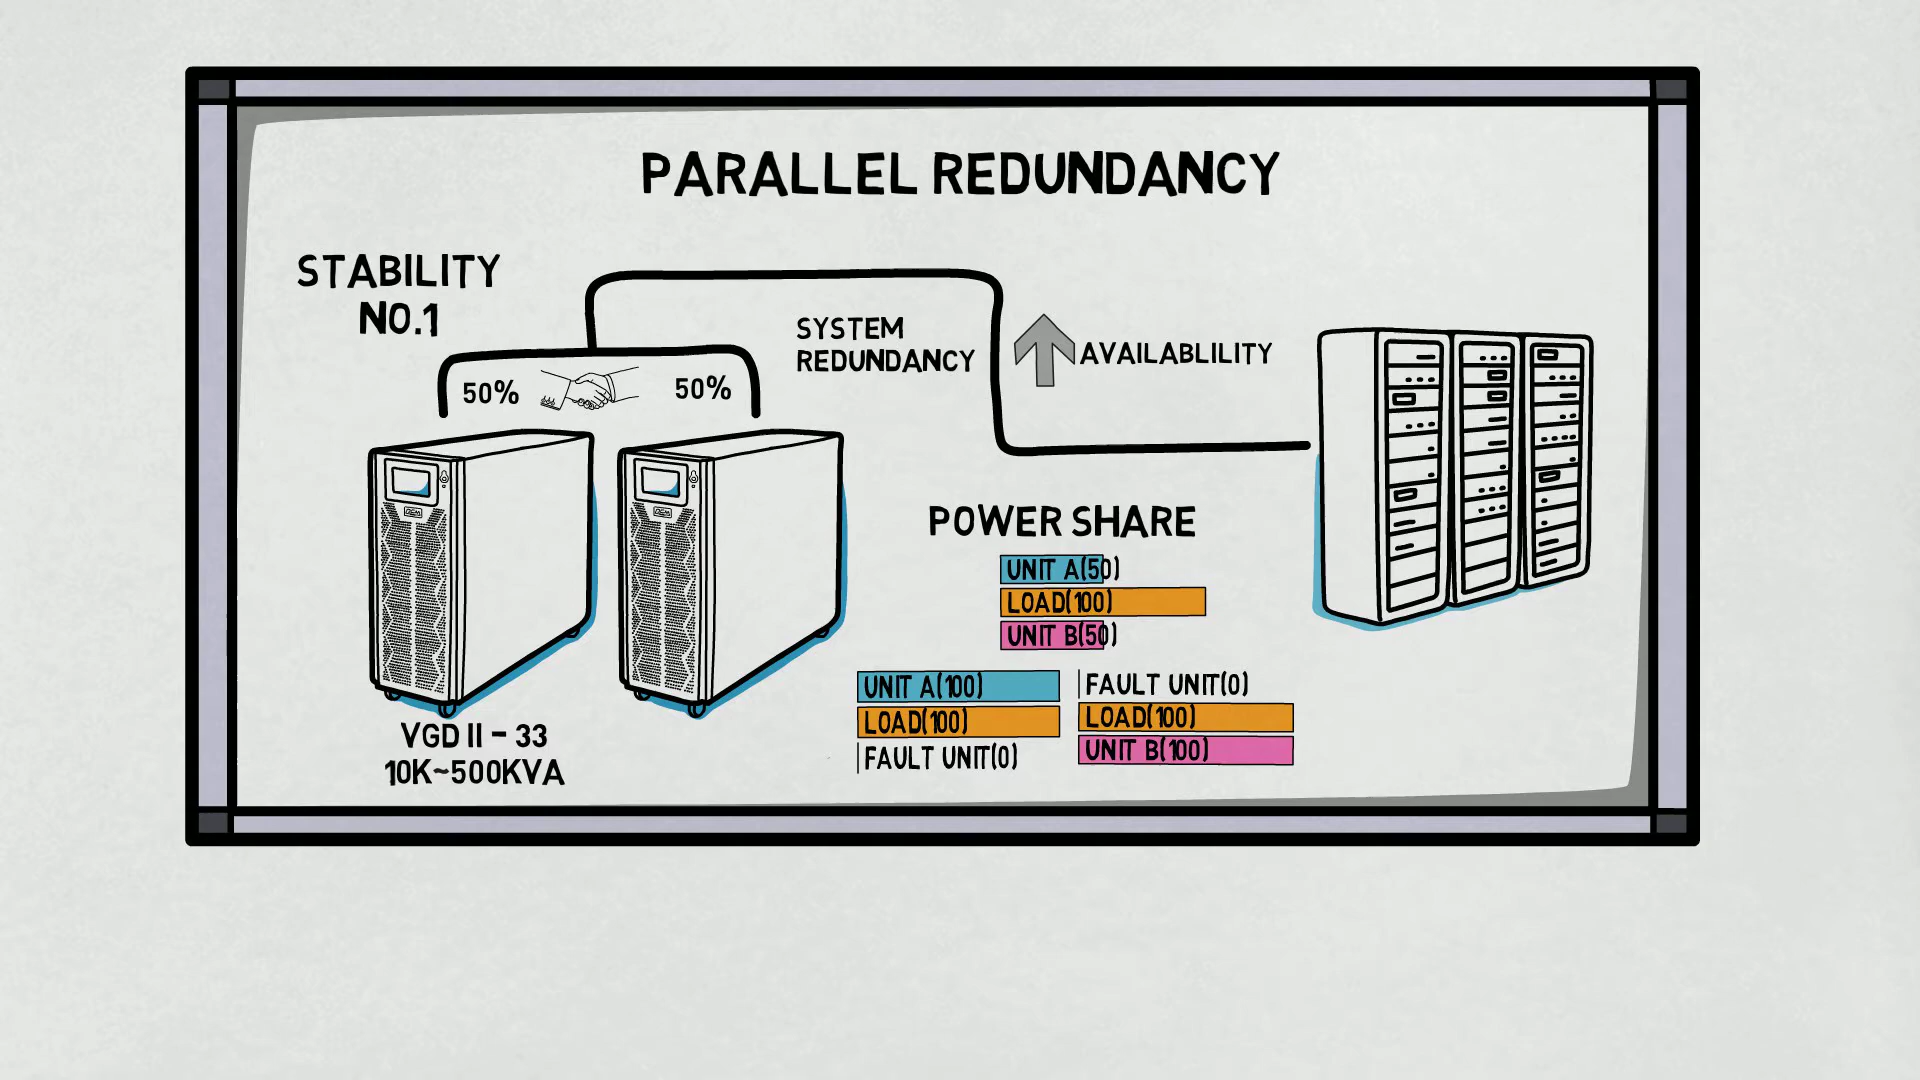 PARALLEL REDUNDANCY
STABILITY
NO.1
SYSTEM
REDUNDANCY
AVAILABLILITY
50%
50%
POWER SHARE
UNIT A(50)
LOAD(100)
UNIT B(50)
UNIT A(100)
LOAD(100)
FAULT UNIT(0)
FAULT UNIT(0)
LOAD(100)
UNIT B(100)
VGD II - 33
10K~500KVA